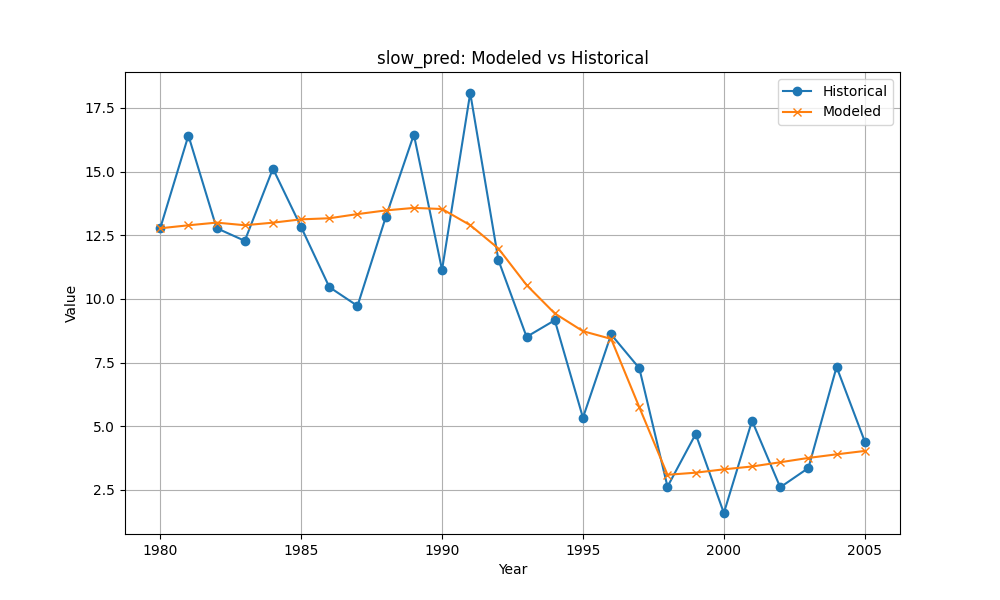 slow_pred: Modeled vs Historical
Historical
Modeled
Value
17.5
15.0
12.5
10.0
7.5
5.0
2.5
1980 1985 1990 1995 2000 2005
Year